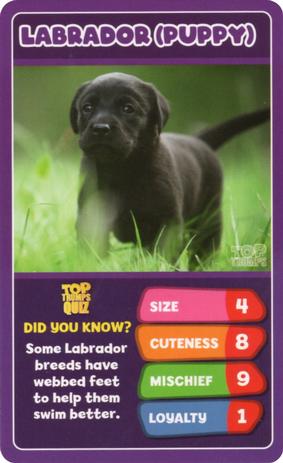 LABRADOR (PUPPY)
TOP
TRUMPS
TOP
TRUMPS
QUIZ
DID YOU KNOW?
Some Labrador
breeds have
webbed feet
to help them
swim better.
SIZE 4
CUTENESS 8
MISCHIEF 9
LOYALTY 1